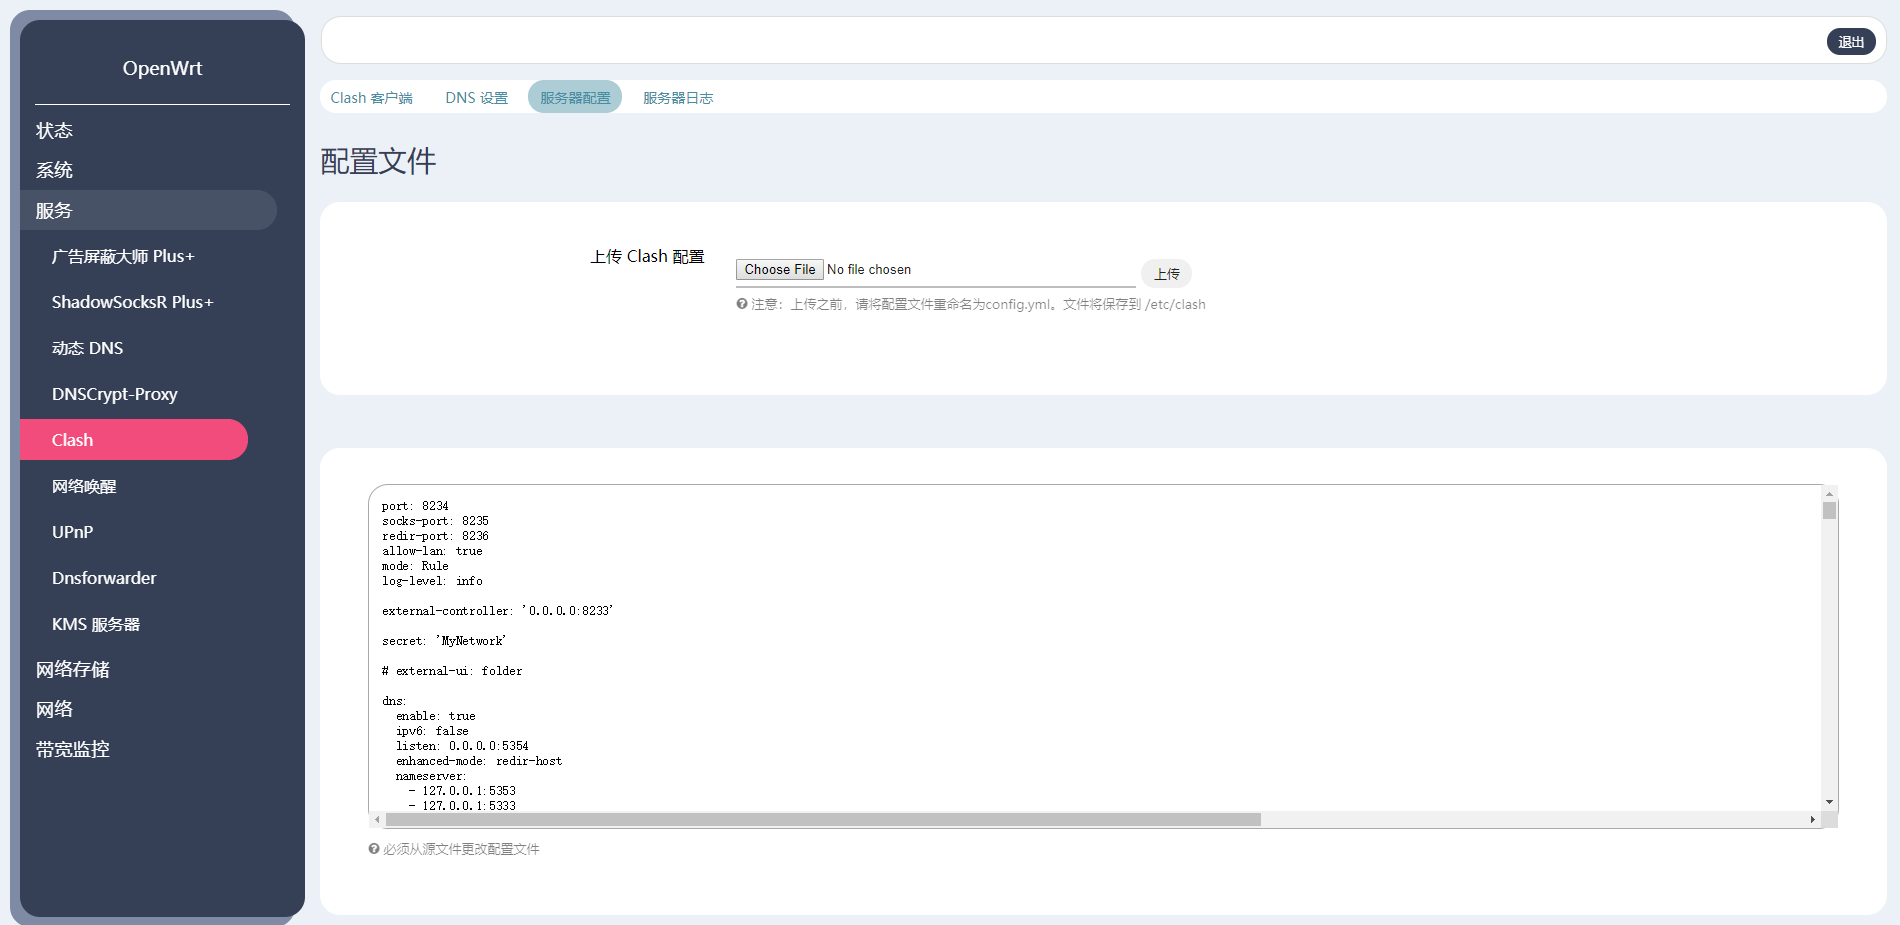 OpenWrt
状态
系统
服务
广告屏蔽大师 Plus+
ShadowSocksR Plus+
动态 DNS
DNSCrypt-Proxy
Clash
网络唤醒
UPnP
Dnsforwarder
KMS 服务器
网络存储
网络
带宽监控
退出
Clash 客户端 DNS 设置 服务器配置 服务器日志
配置文件
上传 Clash 配置
Choose File No file chosen 上传
注意：上传之前，请将配置文件重命名为config.yml。文件将保存到 /etc/clash
port: 8234
socks-port: 8235
redir-port: 8236
allow-lan: true
mode: Rule
log-level: info
external-controller: '0.0.0.0:8233'
secret: 'MyNetwork'
# external-ui: folder
dns:
  enable: true
  ipv6: false
  listen: 0.0.0.0:5354
  enhanced-mode: redir-host
  nameserver:
    - 127.0.0.1:5353
    - 127.0.0.1:5333
必须从源文件更改配置文件